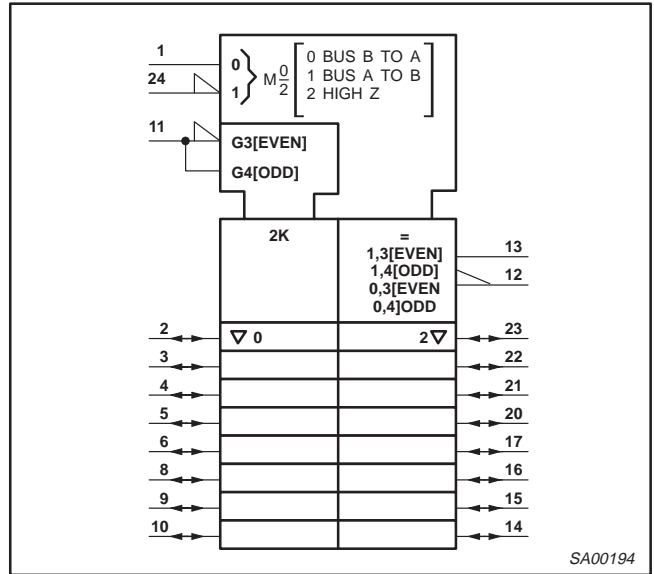 1
0
M 0/2
0 BUS B TO A
1 BUS A TO B
2 HIGH Z
24
1
11
G3[EVEN]
G4[ODD]
2K
=
1,3[EVEN]
13
1,4[ODD]
12
0,3[EVEN
0,4]ODD
2
▽ 0
2 ▽
23
3
22
4
21
5
20
6
17
8
16
9
15
10
14
SA00194